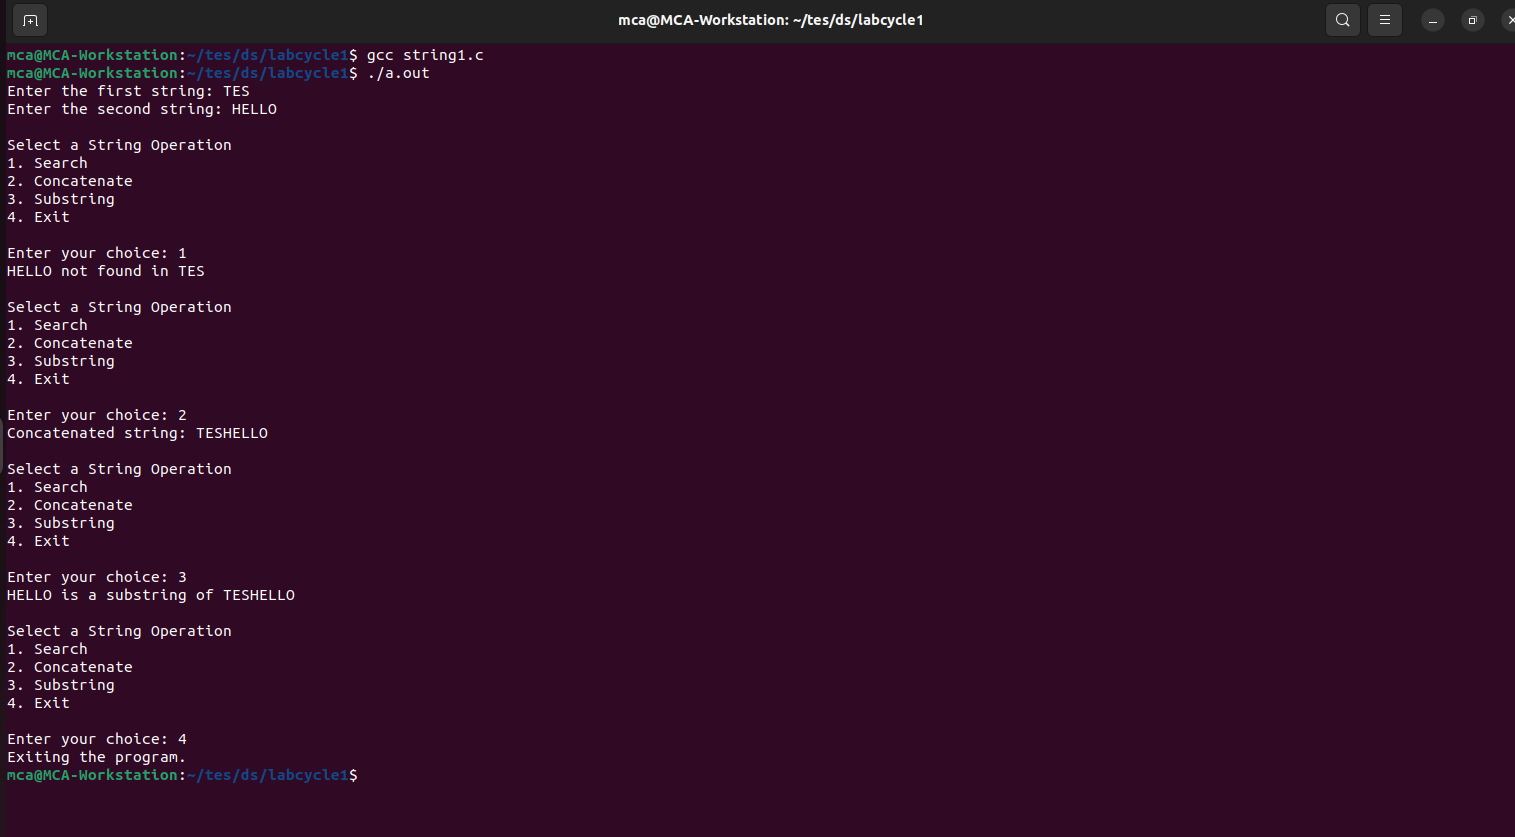 mca@MCA-Workstation: ~/tes/ds/labcycle1
mca@MCA-Workstation:~/tes/ds/labcycle1$ gcc string1.c
mca@MCA-Workstation:~/tes/ds/labcycle1$ ./a.out
Enter the first string: TES
Enter the second string: HELLO
Select a String Operation
1. Search
2. Concatenate
3. Substring
4. Exit
Enter your choice: 1
HELLO not found in TES
Select a String Operation
1. Search
2. Concatenate
3. Substring
4. Exit
Enter your choice: 2
Concatenated string: TESHELLO
Select a String Operation
1. Search
2. Concatenate
3. Substring
4. Exit
Enter your choice: 3
HELLO is a substring of TESHELLO
Select a String Operation
1. Search
2. Concatenate
3. Substring
4. Exit
Enter your choice: 4
Exiting the program.
mca@MCA-Workstation:~/tes/ds/labcycle1$